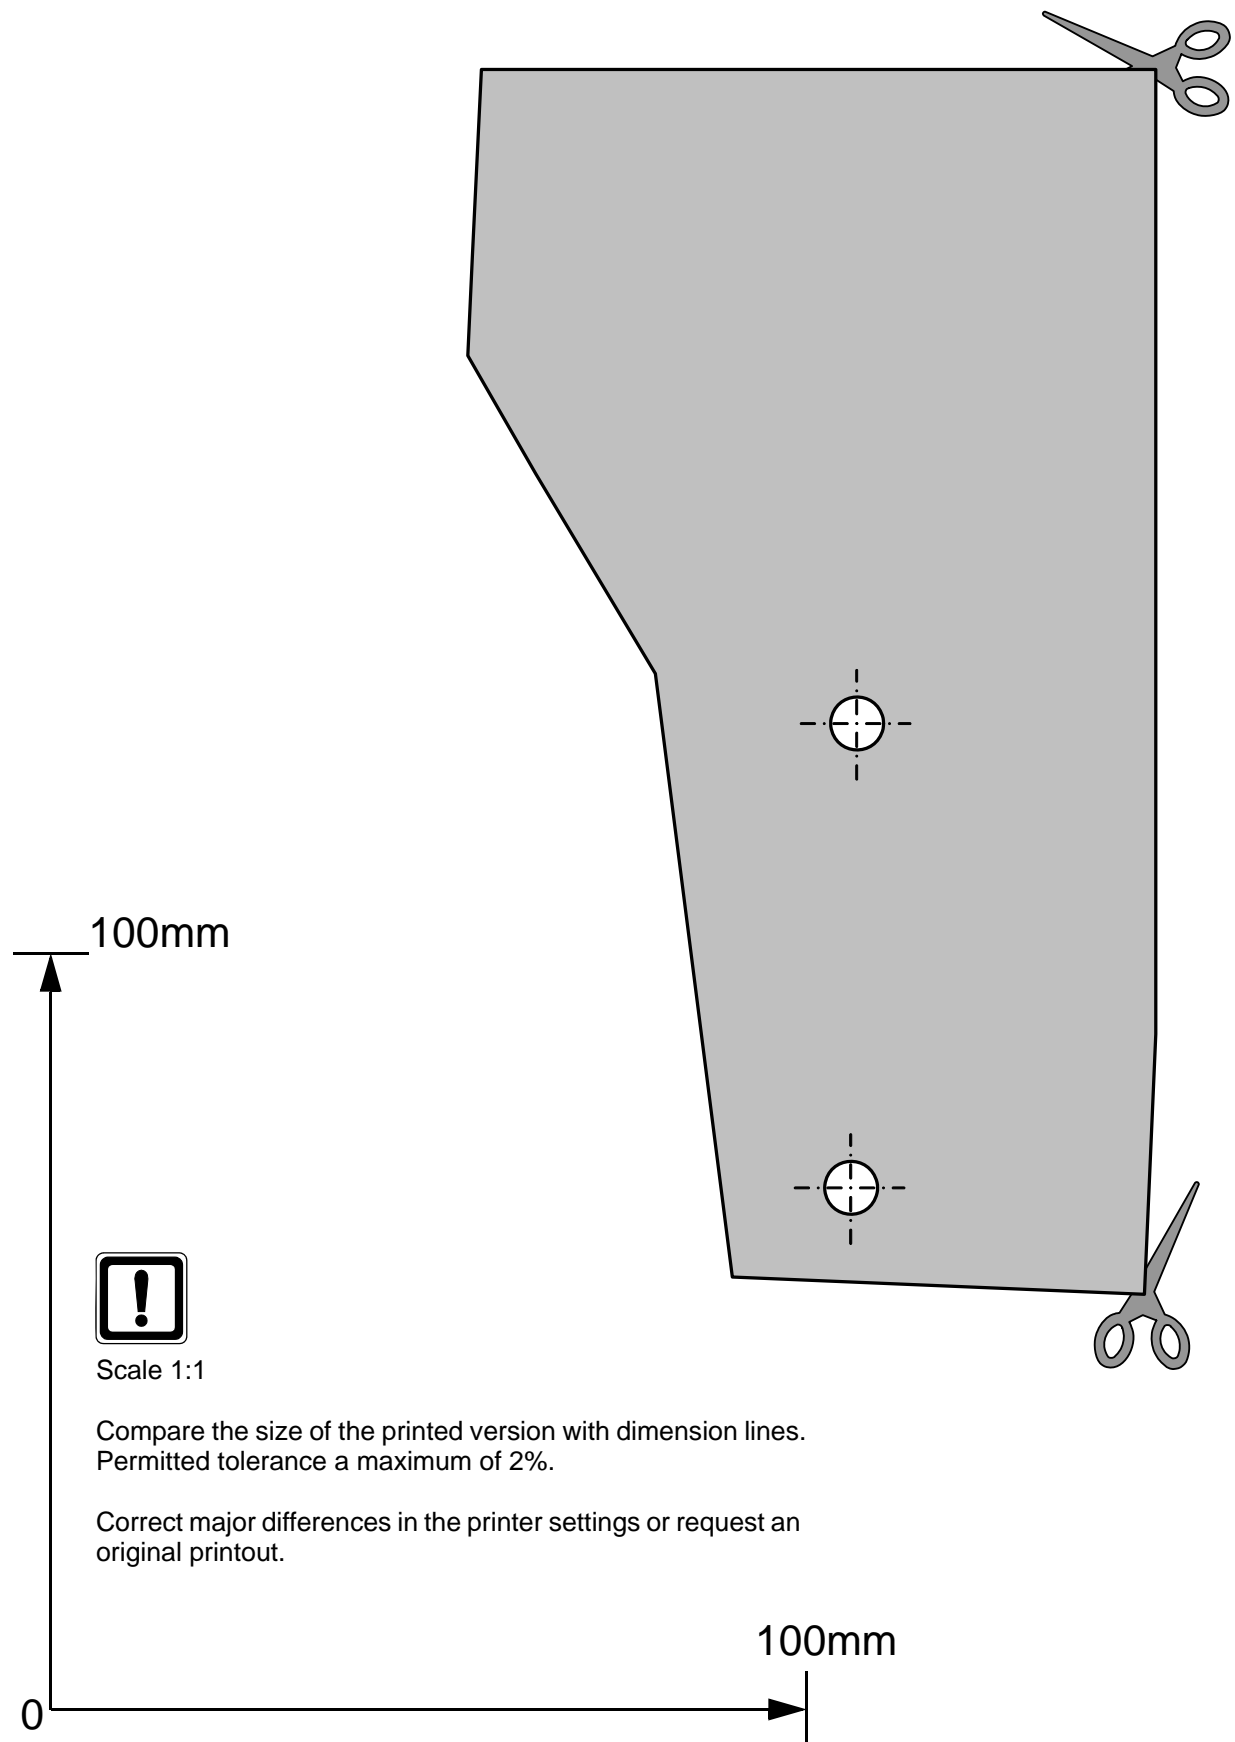 100mm
!
Scale 1:1
Compare the size of the printed version with dimension lines.
Permitted tolerance a maximum of 2%.
Correct major differences in the printer settings or request an
original printout.
100mm
0